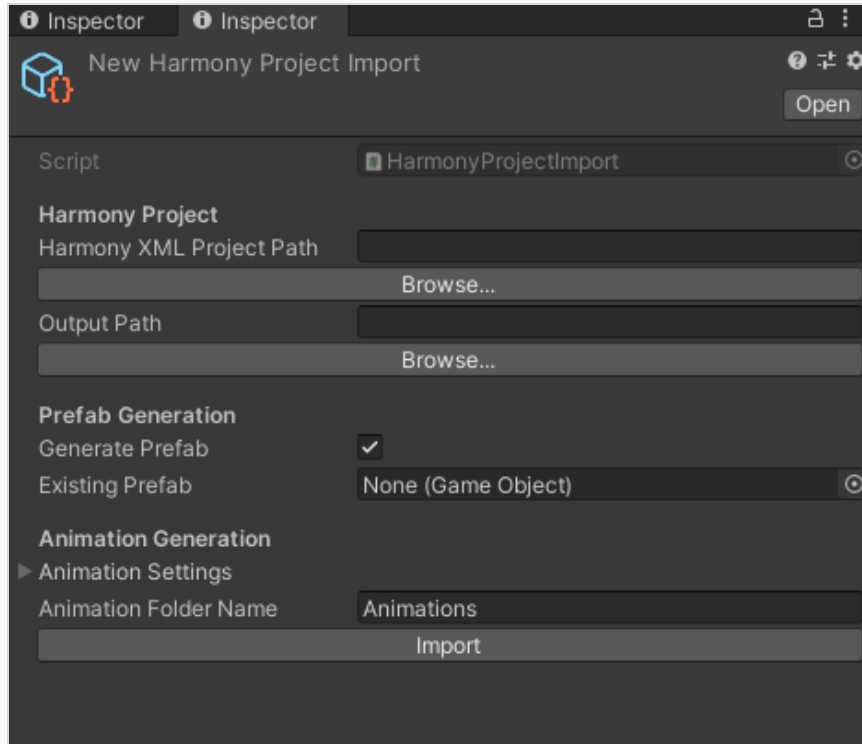 Inspector Inspector
New Harmony Project Import
Open
Script HarmonyProjectImport
Harmony Project
Harmony XML Project Path
Browse...
Output Path
Browse...
Prefab Generation
Generate Prefab
Existing Prefab None (Game Object)
Animation Generation
Animation Settings
Animation Folder Name Animations
Import